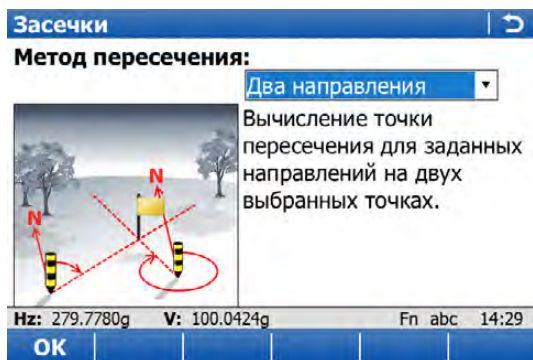 Засечки
Метод пересечения:
Два направления
Вычисление точки
пересечения для заданных
направлений на двух
выбранных точках.
N
N
Hz: 279.7780g V: 100.0424g Fn abc 14:29
OK